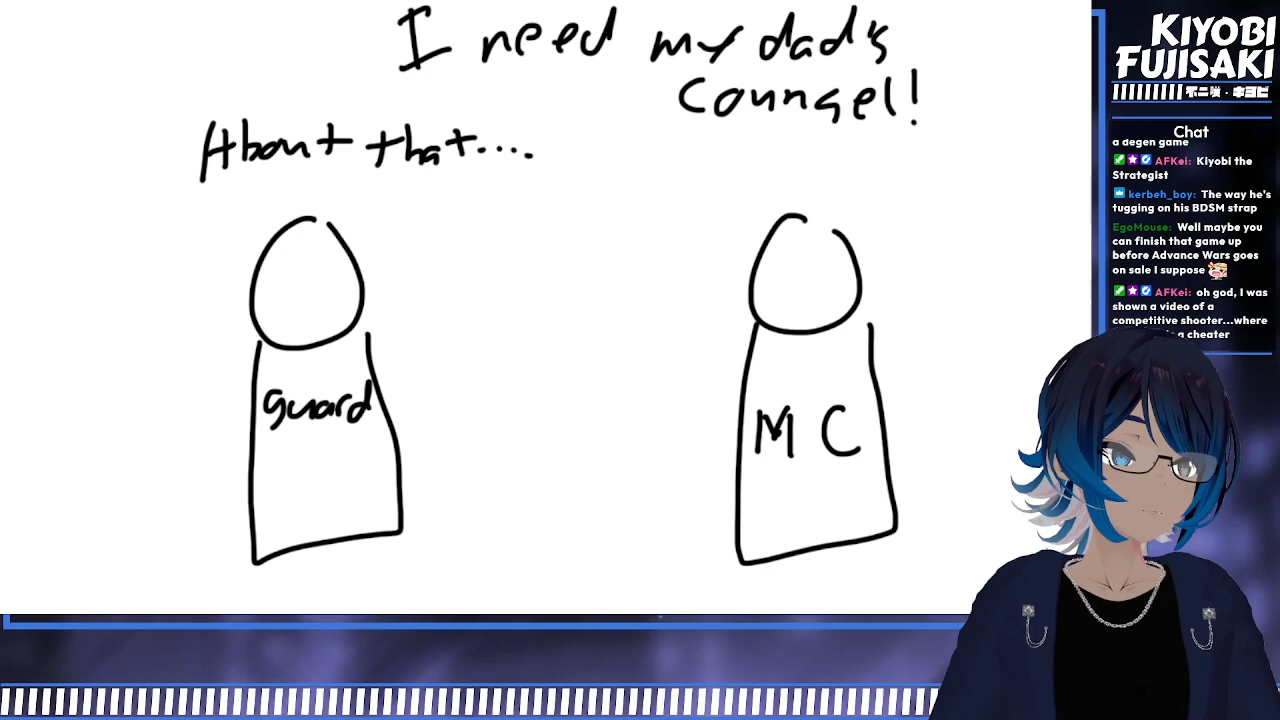 I need my dad's
Counsel!
About that....
guard
MC
KIYOBI
FUJISAKI
Chat
a degen game
AFKei: Kiyobi the
Strategist
kerbeh_boy: The way he's
tugging on his BDSM strap
EgoMouse: Well maybe you
can finish that game up
before Advance Wars goes
on sale I suppose
AFKei: oh god, I was
shown a video of a
competitive shooter...where
a cheater